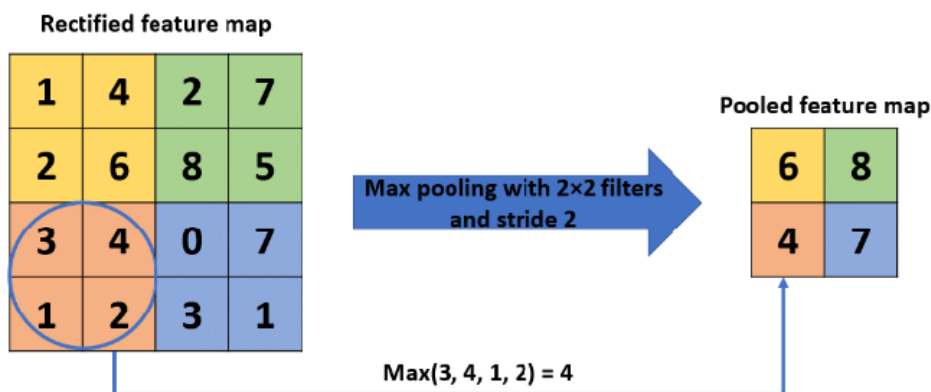 Rectified feature map
1 4 2 7
2 6 8 5
3 4 0 7
1 2 3 1
Max pooling with 2×2 filters
and stride 2
Pooled feature map
6 8
4 7
Max(3, 4, 1, 2) = 4